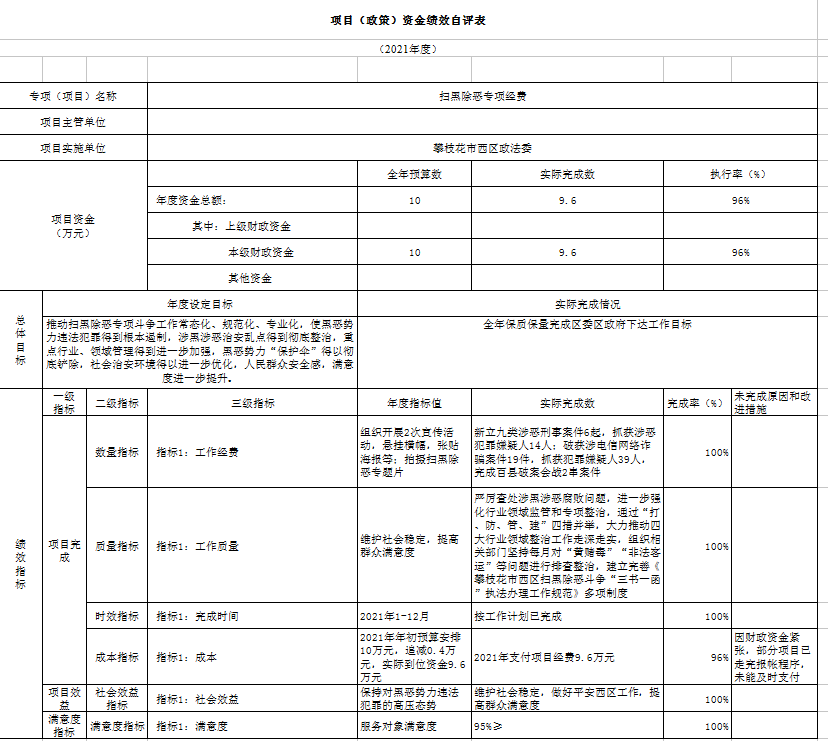 项目（政策）资金绩效自评表
（2021年度）
专项（项目）名称
扫黑除恶专项经费
项目主管单位
项目实施单位
攀枝花市西区政法委
项目资金
（万元）
全年预算数
实际完成数
执行率（%）
年度资金总额：
10
9.6
96%
其中：上级财政资金
本级财政资金
10
9.6
96%
其他资金
总
体
目
标
年度设定目标
实际完成情况
推动扫黑除恶专项斗争工作常态化、规范化、专业化，使黑恶势
力违法犯罪得到根本遏制，涉黑涉恶治安乱点得到彻底整治，重
点行业、领域管理得到进一步加强，黑恶势力“保护伞”得以彻
底铲除，社会治安环境得以进一步优化，人民群众安全感，满意
度进一步提升。
全年保质保量完成区委区政府下达工作目标
绩
效
指
标
一级
指标
二级指标
三级指标
年度指标值
实际完成数
完成率（%）
未完成原因和改
进措施
项目完
成
数量指标
指标1：工作经费
组织开展2次宣传活
动，悬挂横幅，张贴
海报等；拍摄扫黑除
恶专题片
新立九类涉恶刑事案件6起，抓获涉恶
犯罪嫌疑人14人；破获涉电信网络诈
骗案件19件，抓获犯罪嫌疑人39人，
完成百县破案会战2串案件
100%
质量指标
指标1：工作质量
维护社会稳定，提高
群众满意度
严厉查处涉黑涉恶腐败问题，进一步强
化行业领域监管和专项整治，通过“打
、防、管、建”四措并举，大力推动四
大行业领域整治工作走深走实，组织相
关部门坚持每月对“黄赌毒”“非法客
运”等问题进行排查整治，建立完善《
攀枝花市西区扫黑除恶斗争“三书一函
”执法办理工作规范》多项制度
100%
时效指标
指标1：完成时间
2021年1-12月
按工作计划已完成
100%
成本指标
指标1：成本
2021年年初预算安排
10万元，追减0.4万
元，实际到位资金9.6
万元
2021年支付项目经费9.6万元
96%
因财政资金紧
张，部分项目已
走完报帐程序，
未能及时支付
项目效
益
社会效益
指标
指标1：社会效益
保持对黑恶势力违法
犯罪的高压态势
维护社会稳定，做好平安西区工作，提
高群众满意度
100%
满意度
指标
满意度指标
指标1：满意度
服务对象满意度
95%≥
100%